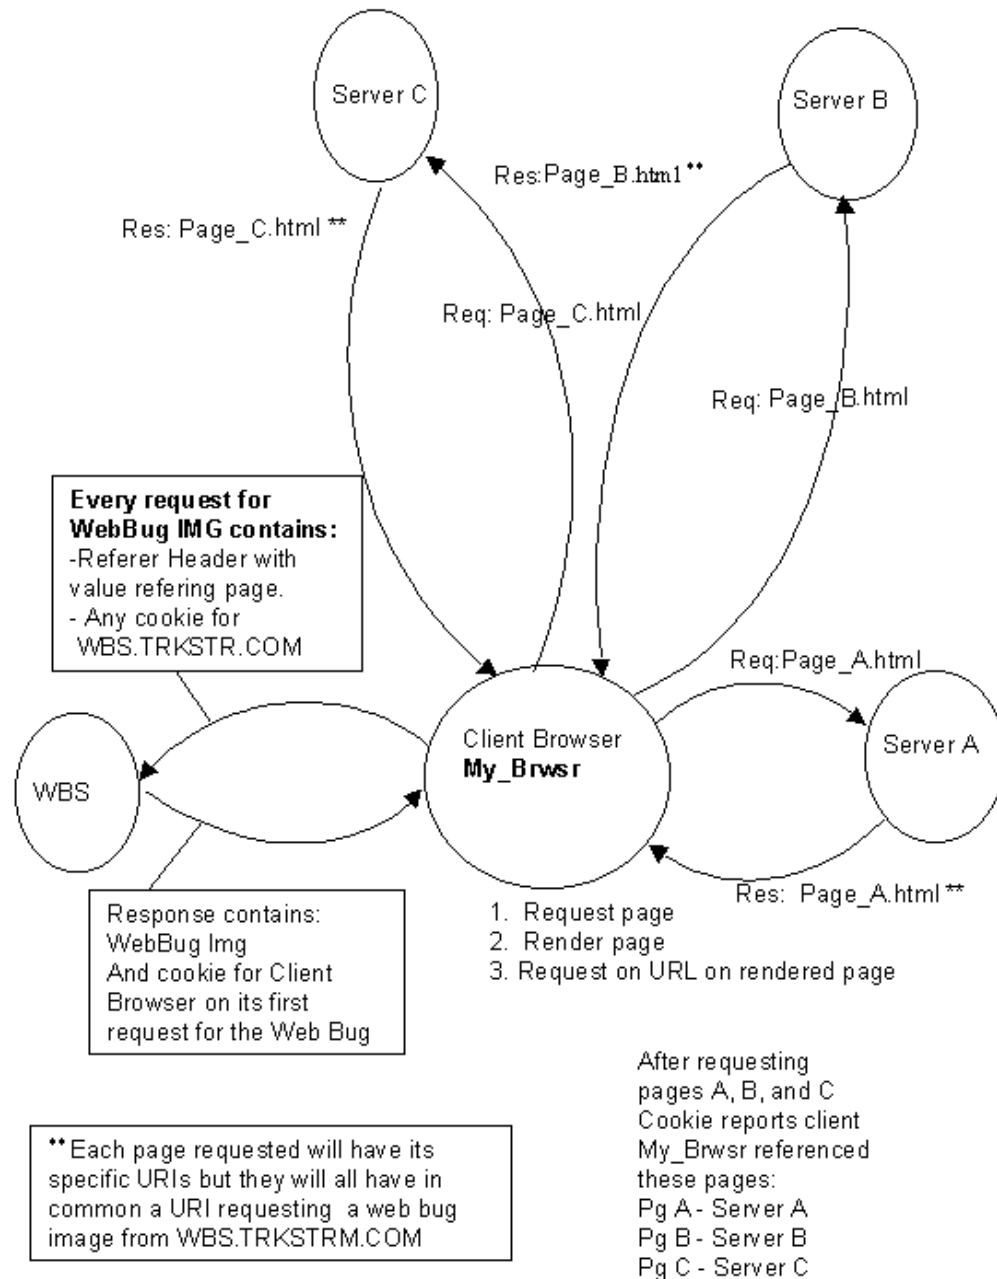 Server C
Server B
Res:Page_B.html**
Res: Page_C.html **
Req: Page_C.html
Req: Page_B.html
Every request for
WebBug IMG contains:
-Referer Header with
value refering page.
- Any cookie for
WBS.TRKSTR.COM
Req:Page_A.html
Client Browser
My_Brwsr
Server A
WBS
Res: Page_A.html **
Response contains:
WebBug Img
And cookie for Client
Browser on its first
request for the Web Bug
1. Request page
2. Render page
3. Request on URL on rendered page
After requesting
pages A, B, and C
Cookie reports client
My_Brwsr referenced
these pages:
Pg A - Server A
Pg B - Server B
Pg C - Server C
** Each page requested will have its
specific URIs but they will all have in
common a URI requesting a web bug
image from WBS.TRKSTRM.COM